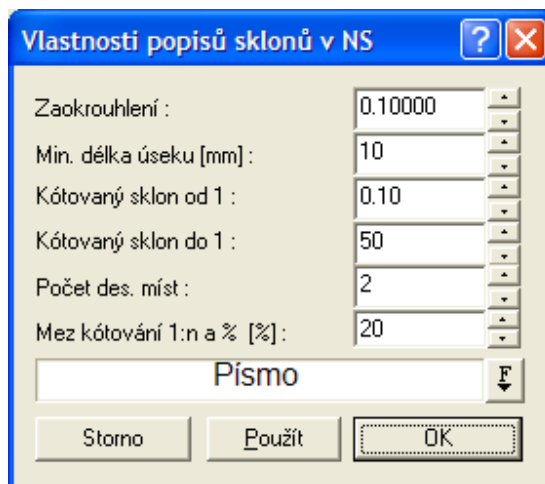 Vlastnosti popisů sklonů v NS
Zaokrouhlení : 0.10000
Min. délka úseku [mm] : 10
Kótovaný sklon od 1 : 0.10
Kótovaný sklon do 1 : 50
Počet des. míst : 2
Mez kótování 1:n a % [%] : 20
Písmo F
Storno Použít OK